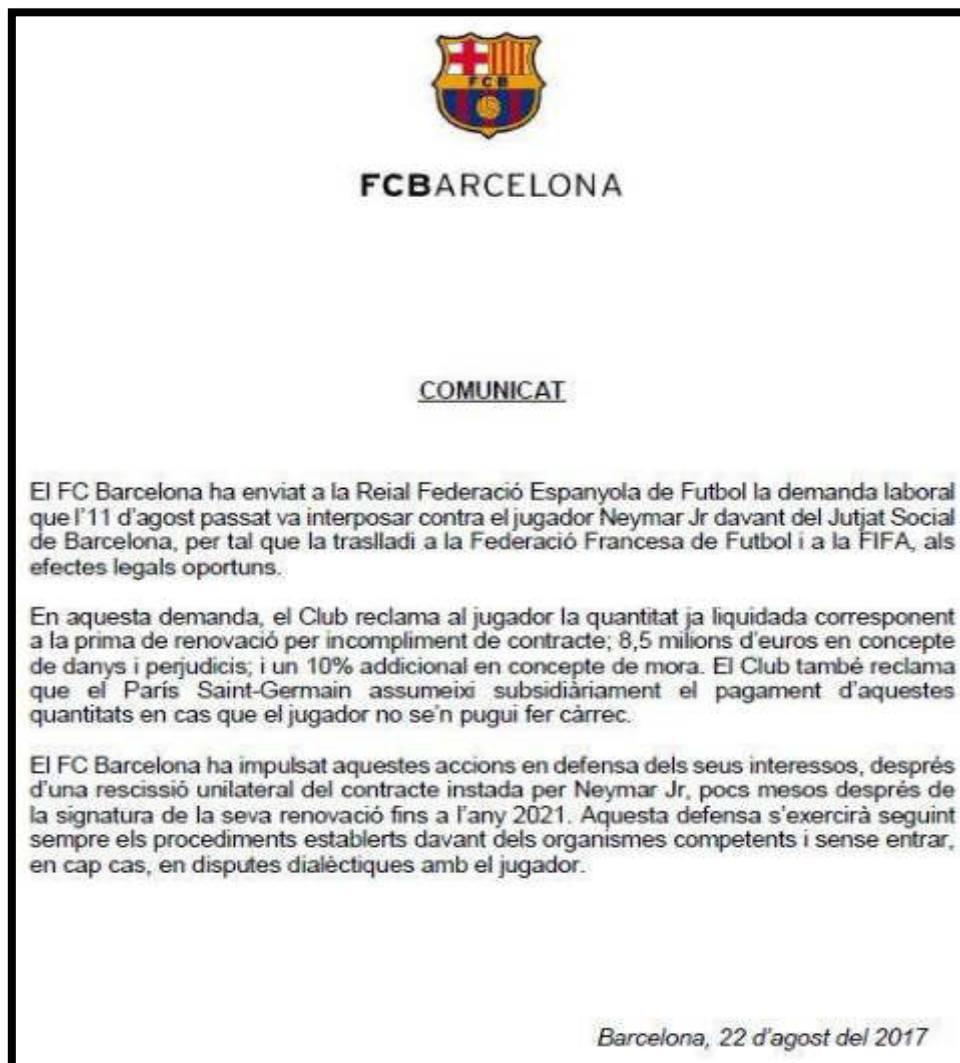 FCB
FCBARCELONA
COMUNICAT
El FC Barcelona ha enviat a la Reial Federació Espanyola de Futbol la demanda laboral
que l'11 d'agost passat va interposar contra el jugador Neymar Jr davant del Jutjat Social
de Barcelona, per tal que la traslladi a la Federació Francesa de Futbol i a la FIFA, als
efectes legals oportuns.
En aquesta demanda, el Club reclama al jugador la quantitat ja liquidada corresponent
a la prima de renovació per incompliment de contracte; 8,5 milions d'euros en concepte
de danys i perjudicis; i un 10% addicional en concepte de mora. El Club també reclama
que el París Saint-Germain assumeixi subsidiàriament el pagament d'aquestes
quantitats en cas que el jugador no se'n pugui fer càrrec.
El FC Barcelona ha impulsat aquestes accions en defensa dels seus interessos, després
d'una rescissió unilateral del contracte instada per Neymar Jr, pocs mesos després de
la signatura de la seva renovació fins a l'any 2021. Aquesta defensa s'exercirà seguint
sempre els procediments establerts davant dels organismes competents i sense entrar,
en cap cas, en disputes dialèctiques amb el jugador.
Barcelona, 22 d'agost del 2017